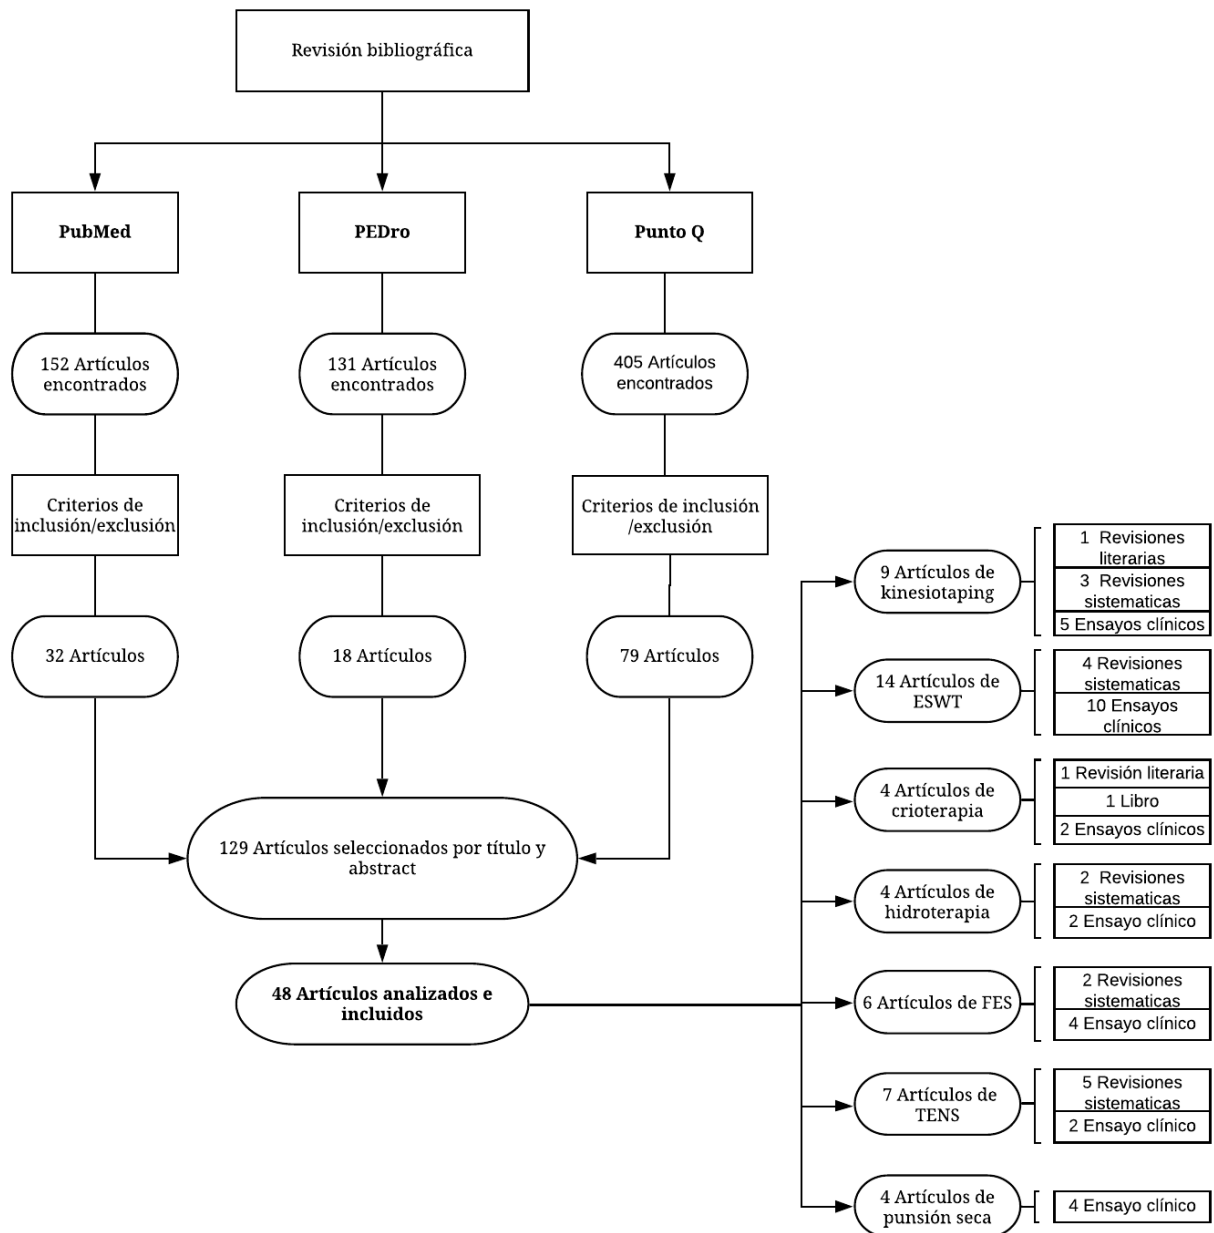 Revisión bibliográfica
PubMed
PEDro
Punto Q
152 Artículos
encontrados
131 Artículos
encontrados
405 Artículos
encontrados
Criterios de
inclusión/exclusión
Criterios de
inclusión/exclusión
Criterios de inclusión
/exclusión
32 Artículos
18 Artículos
79 Artículos
129 Artículos seleccionados por título y
abstract
48 Artículos analizados e
incluidos
9 Artículos de
kinesiotaping
1 Revisiones
literarias
3 Revisiones
sistematicas
5 Ensayos clínicos
14 Artículos de
ESWT
4 Revisiones
sistematicas
10 Ensayos
clínicos
4 Artículos de
crioterapia
1 Revisión literaria
1 Libro
2 Ensayos clínicos
4 Artículos de
hidroterapia
2 Revisiones
sistematicas
2 Ensayo clínico
6 Artículos de FES
2 Revisiones
sistematicas
4 Ensayo clínico
7 Artículos de
TENS
5 Revisiones
sistematicas
2 Ensayo clínico
4 Artículos de
punsión seca
4 Ensayo clínico